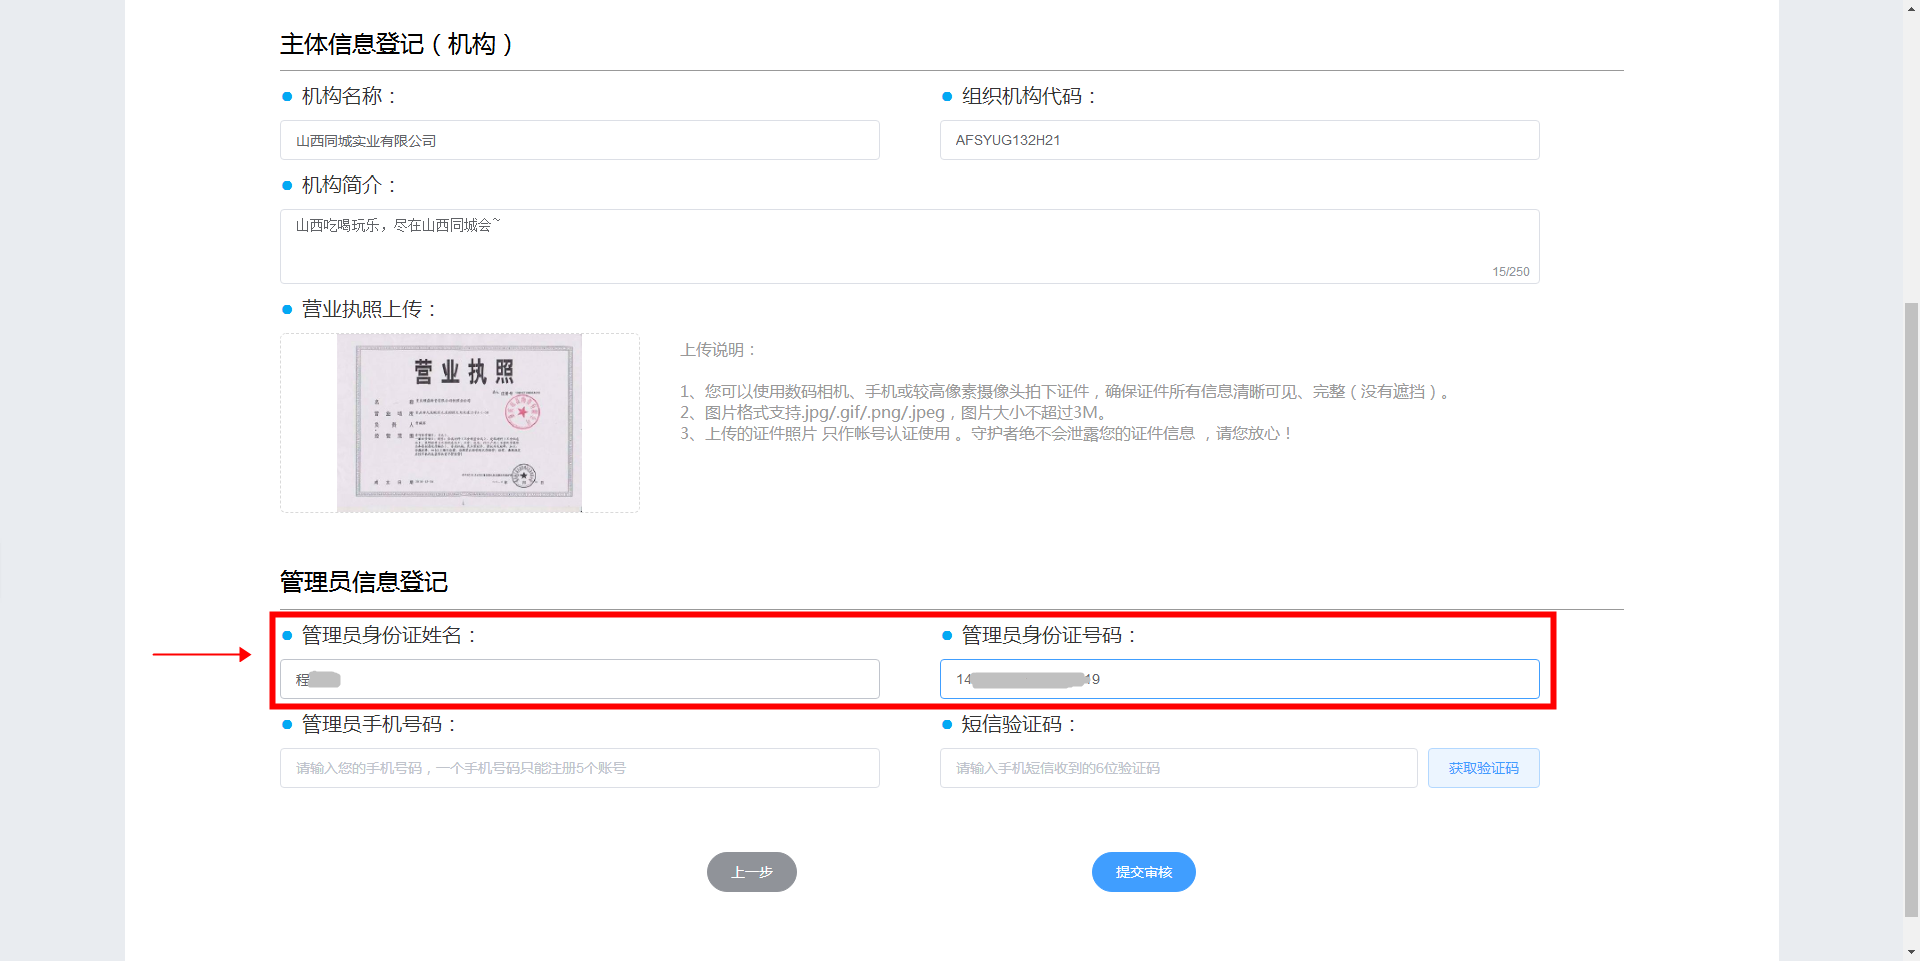 主体信息登记（机构）
机构名称：
组织机构代码：
山西同城实业有限公司
AFSYUG132H21
机构简介：
山西吃喝玩乐，尽在山西同城会~
15/250
营业执照上传：
营业执照
上传说明：
1、您可以使用数码相机、手机或较高像素摄像头拍下证件，确保证件所有信息清晰可见、完整（没有遮挡）。
2、图片格式支持.jpg/.gif/.png/.jpeg，图片大小不超过3M。
3、上传的证件照片 只作帐号认证使用 。守护者绝不会泄露您的证件信息 ，请您放心！
管理员信息登记
管理员身份证姓名：
管理员身份证号码：
程
14 19
管理员手机号码：
短信验证码：
请输入您的手机号码，一个手机号码只能注册5个账号
请输入手机短信收到的6位验证码
获取验证码
上一步
提交审核